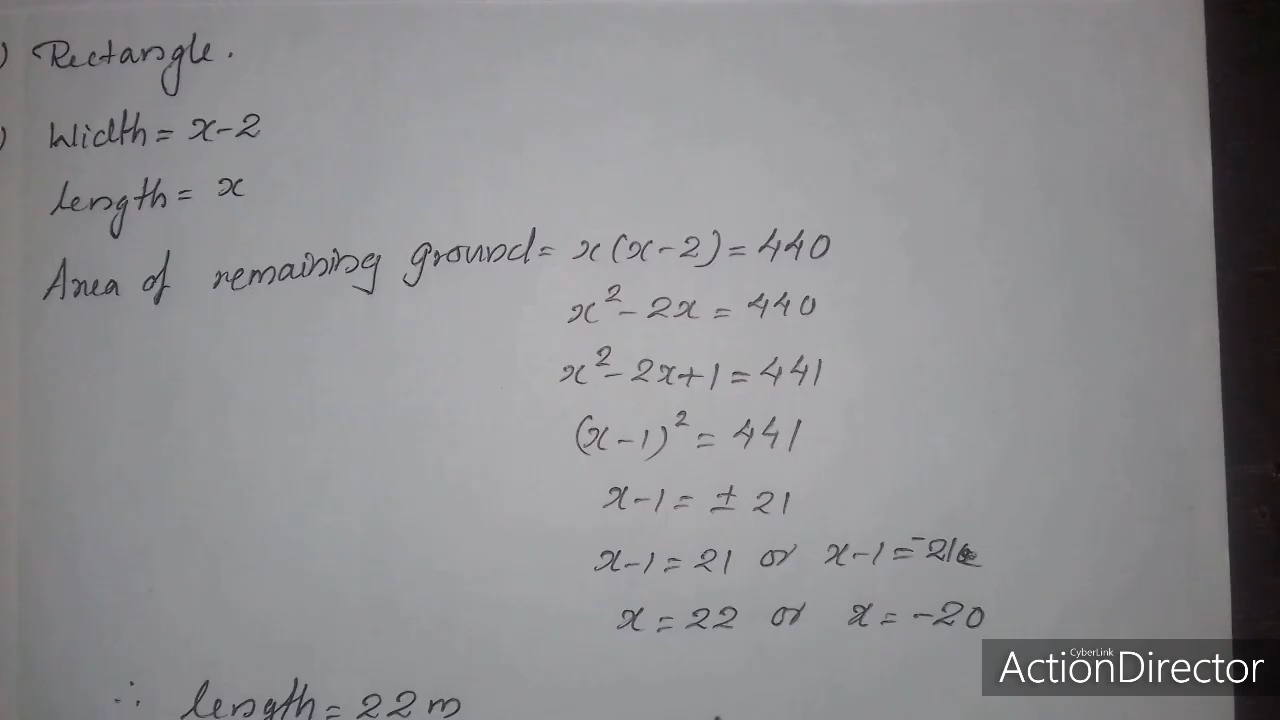 ) Rectangle.
) Width = x-2
length = x
Area of remaining ground = x(x-2) = 440
x² - 2x = 440
x² - 2x + 1 = 441
(x-1)² = 441
x-1 = ± 21
x-1 = 21 or x-1 = -21
x = 22 or x = -20
∴ length = 22 m
CyberLink
ActionDirector